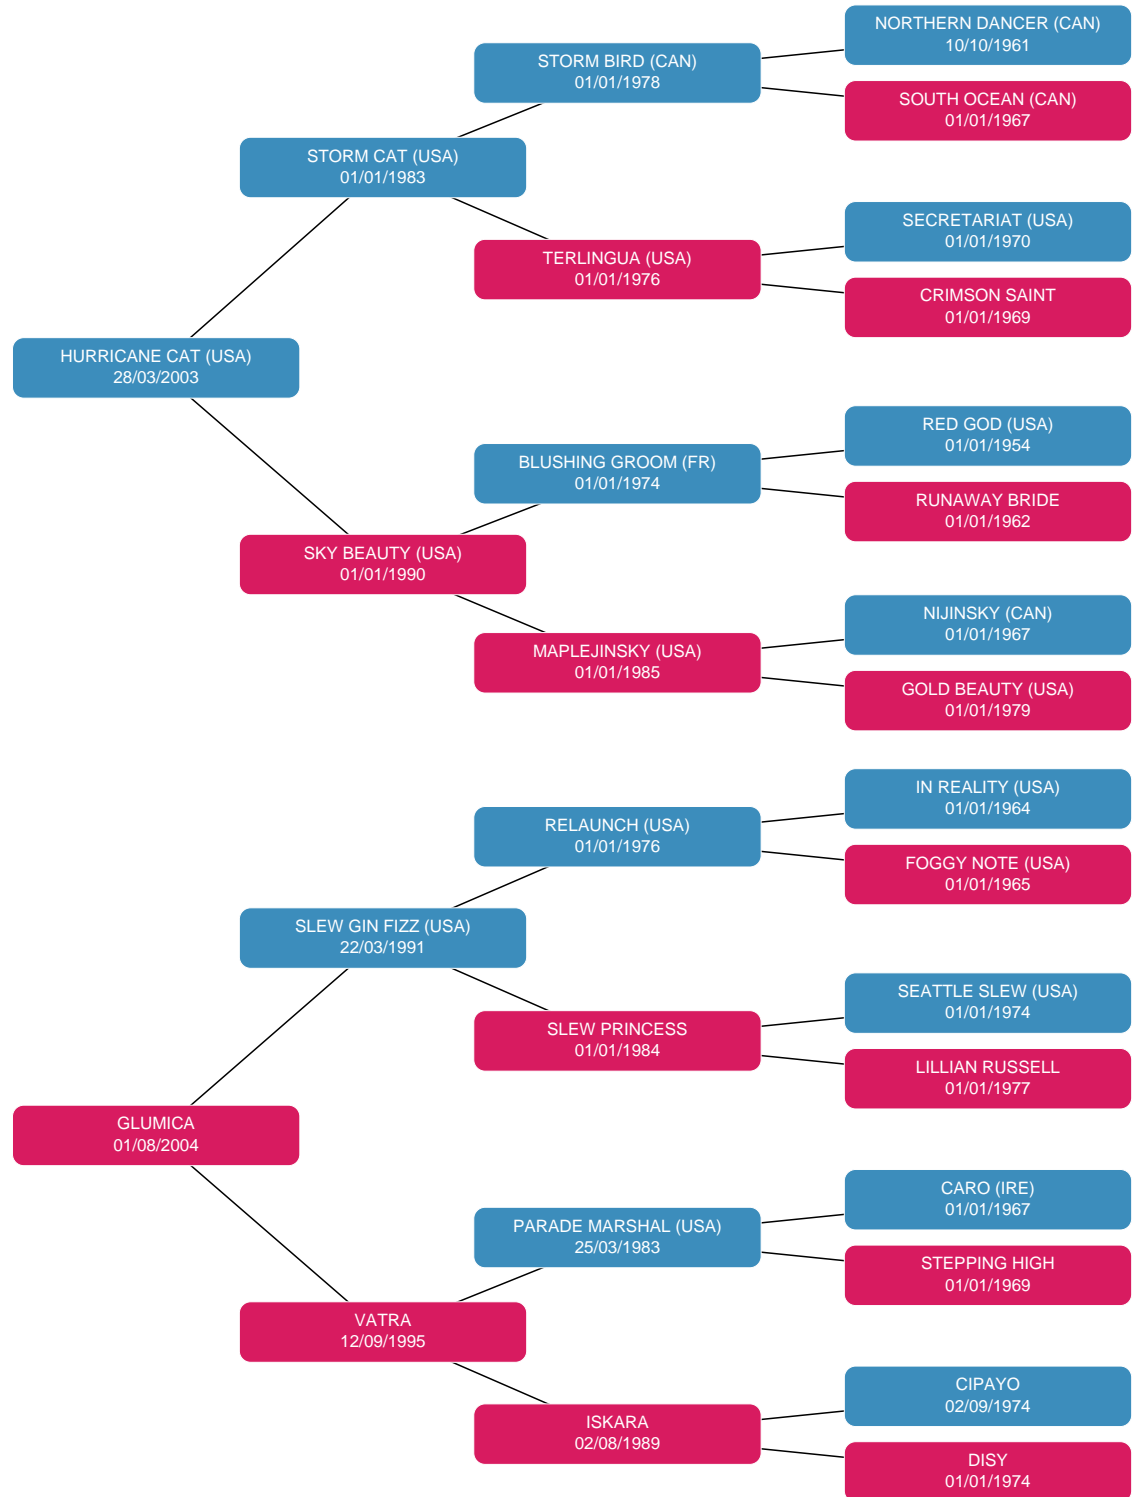 NORTHERN DANCER (CAN)
10/10/1961
STORM BIRD (CAN)
01/01/1978
SOUTH OCEAN (CAN)
01/01/1967
STORM CAT (USA)
01/01/1983
SECRETARIAT (USA)
01/01/1970
TERLINGUA (USA)
01/01/1976
CRIMSON SAINT
01/01/1969
HURRICANE CAT (USA)
28/03/2003
RED GOD (USA)
01/01/1954
BLUSHING GROOM (FR)
01/01/1974
RUNAWAY BRIDE
01/01/1962
SKY BEAUTY (USA)
01/01/1990
NIJINSKY (CAN)
01/01/1967
MAPLEJINSKY (USA)
01/01/1985
GOLD BEAUTY (USA)
01/01/1979
IN REALITY (USA)
01/01/1964
RELAUNCH (USA)
01/01/1976
FOGGY NOTE (USA)
01/01/1965
SLEW GIN FIZZ (USA)
22/03/1991
SEATTLE SLEW (USA)
01/01/1974
SLEW PRINCESS
01/01/1984
LILLIAN RUSSELL
01/01/1977
GLUMICA
01/08/2004
CARO (IRE)
01/01/1967
PARADE MARSHAL (USA)
25/03/1983
STEPPING HIGH
01/01/1969
VATRA
12/09/1995
CIPAYO
02/09/1974
ISKARA
02/08/1989
DISY
01/01/1974